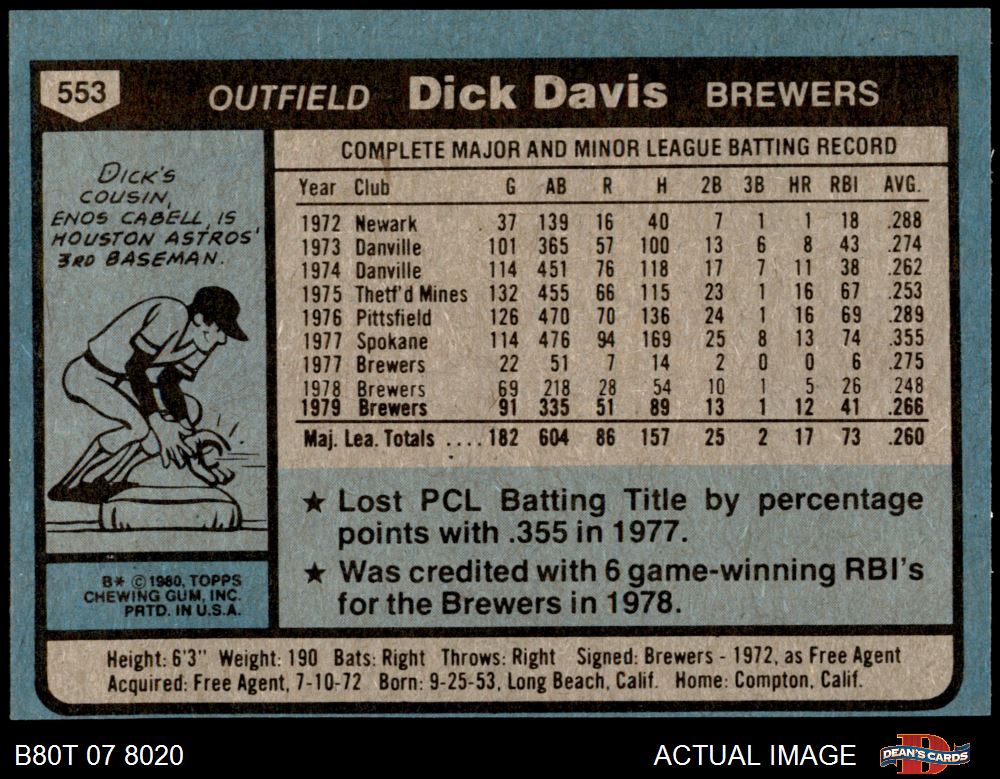 553 OUTFIELD Dick Davis BREWERS
DICK'S
COUSIN,
ENOS CABELL, IS
HOUSTON ASTROS'
3RD BASEMAN.
COMPLETE MAJOR AND MINOR LEAGUE BATTING RECORD
Year Club G AB R H 2B 3B HR RBI AVG.
1972 Newark 37 139 16 40 7 1 1 18 .288
1973 Danville 101 365 57 100 13 6 8 43 .274
1974 Danville 114 451 76 118 17 7 11 38 .262
1975 Thetf'd Mines 132 455 66 115 23 1 16 67 .253
1976 Pittsfield 126 470 70 136 24 1 16 69 .289
1977 Spokane 114 476 94 169 25 8 13 74 .355
1977 Brewers 22 51 7 14 2 0 0 6 .275
1978 Brewers 69 218 28 54 10 1 5 26 .248
1979 Brewers 91 335 51 89 13 1 12 41 .266
Maj. Lea. Totals .... 182 604 86 157 25 2 17 73 .260
★ Lost PCL Batting Title by percentage
points with .355 in 1977.
★ Was credited with 6 game-winning RBI's
for the Brewers in 1978.
B* © 1980, TOPPS
CHEWING GUM, INC.
PRTD. IN U.S.A.
Height: 6'3" Weight: 190 Bats: Right Throws: Right Signed: Brewers - 1972, as Free Agent
Acquired: Free Agent, 7-10-72 Born: 9-25-53, Long Beach, Calif. Home: Compton, Calif.
B80T 07 8020 ACTUAL IMAGE DEAN'S CARDS